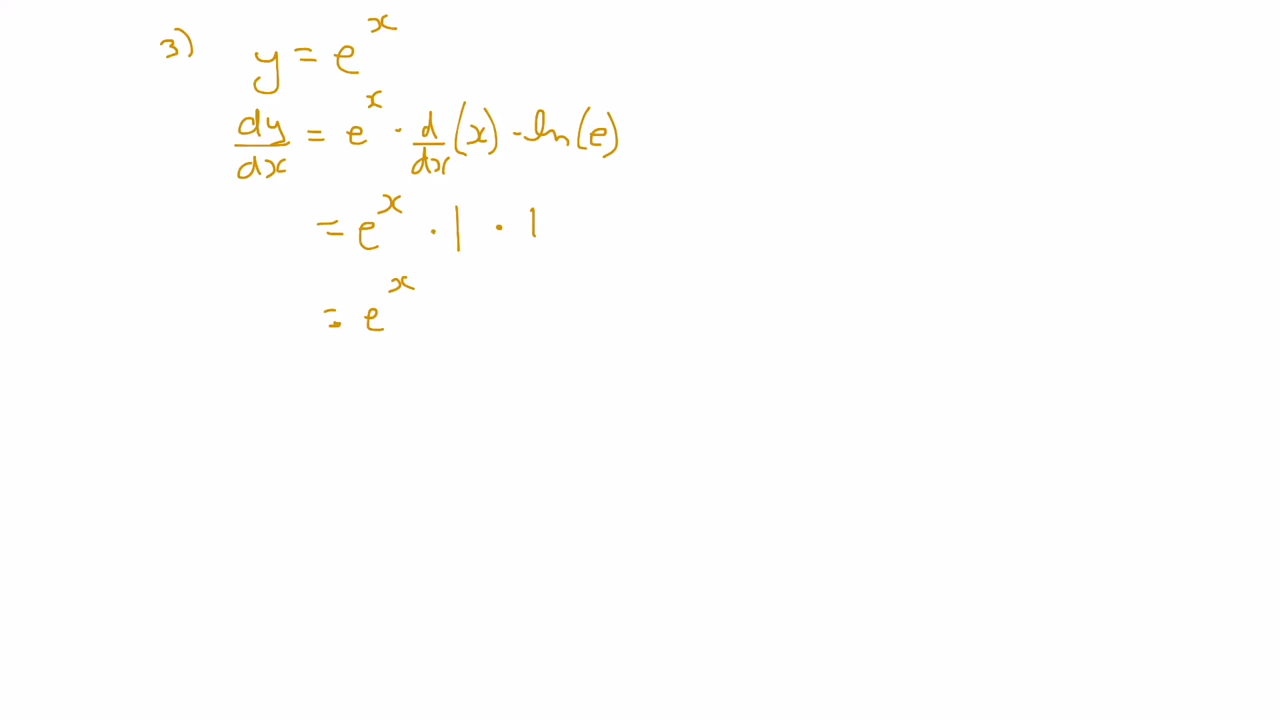 3) y = e^x
dy/dx = e^x · d/dx (x) · ln(e)
= e^x · 1 · 1
= e^x